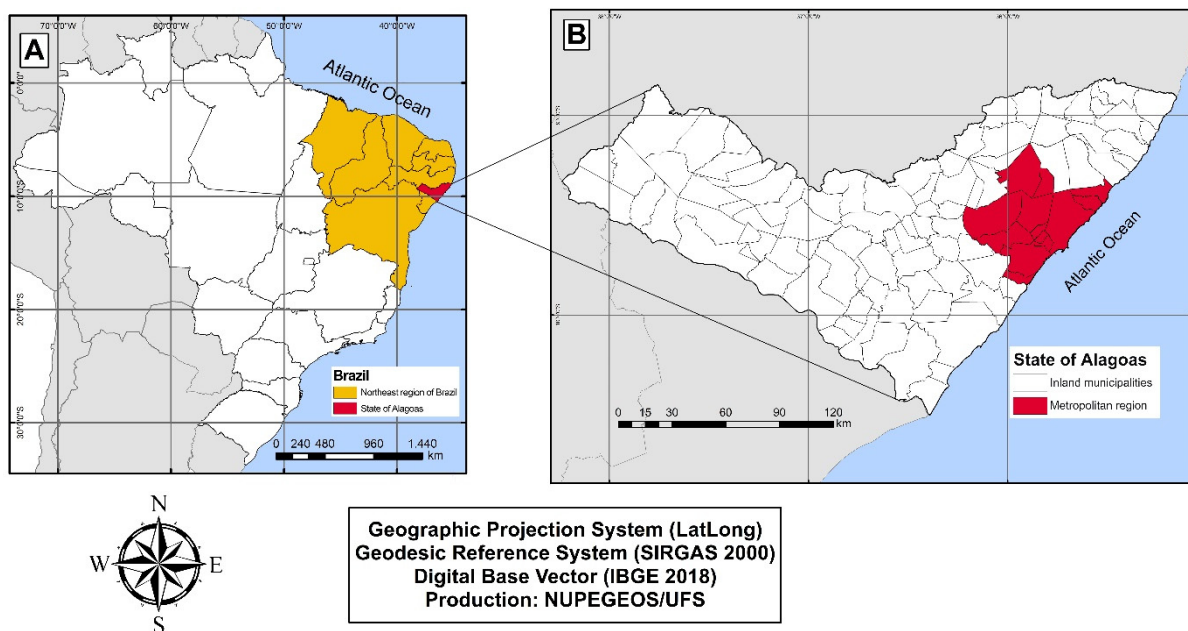 A
70°0'0"W
60°0'0"W
50°0'0"W
40°0'0"W
0°0'0"
10°0'0"S
20°0'0"S
30°0'0"S
Atlantic Ocean
Brazil
Northeast region of Brazil
State of Alagoas
0 240 480 960 1.440
km
B
Atlantic Ocean
State of Alagoas
Inland municipalities
Metropolitan region
0 15 30 60 90 120
km
N
W E
S
Geographic Projection System (LatLong)
Geodesic Reference System (SIRGAS 2000)
Digital Base Vector (IBGE 2018)
Production: NUPEGEOS/UFS